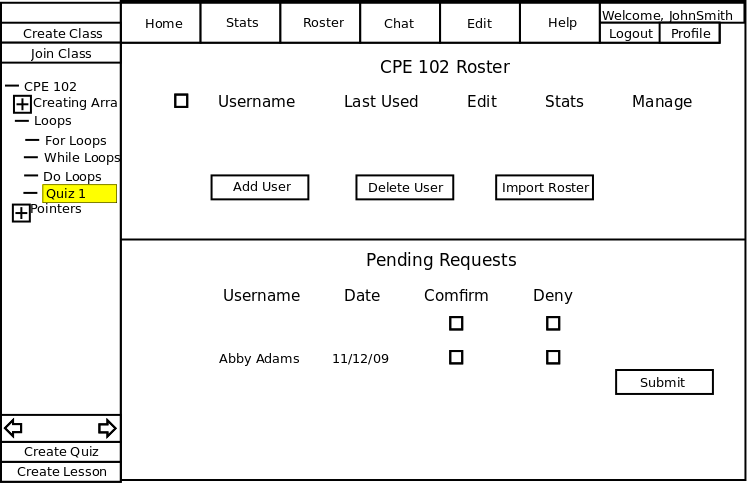 Home Stats Roster Chat Edit Help Welcome, JohnSmith
Logout Profile
Create Class
Join Class
CPE 102
Creating Arra
Loops
For Loops
While Loops
Do Loops
Quiz 1
Pointers
Create Quiz
Create Lesson
CPE 102 Roster
Username Last Used Edit Stats Manage
Add User Delete User Import Roster
Pending Requests
Username Date Comfirm Deny
Abby Adams 11/12/09
Submit